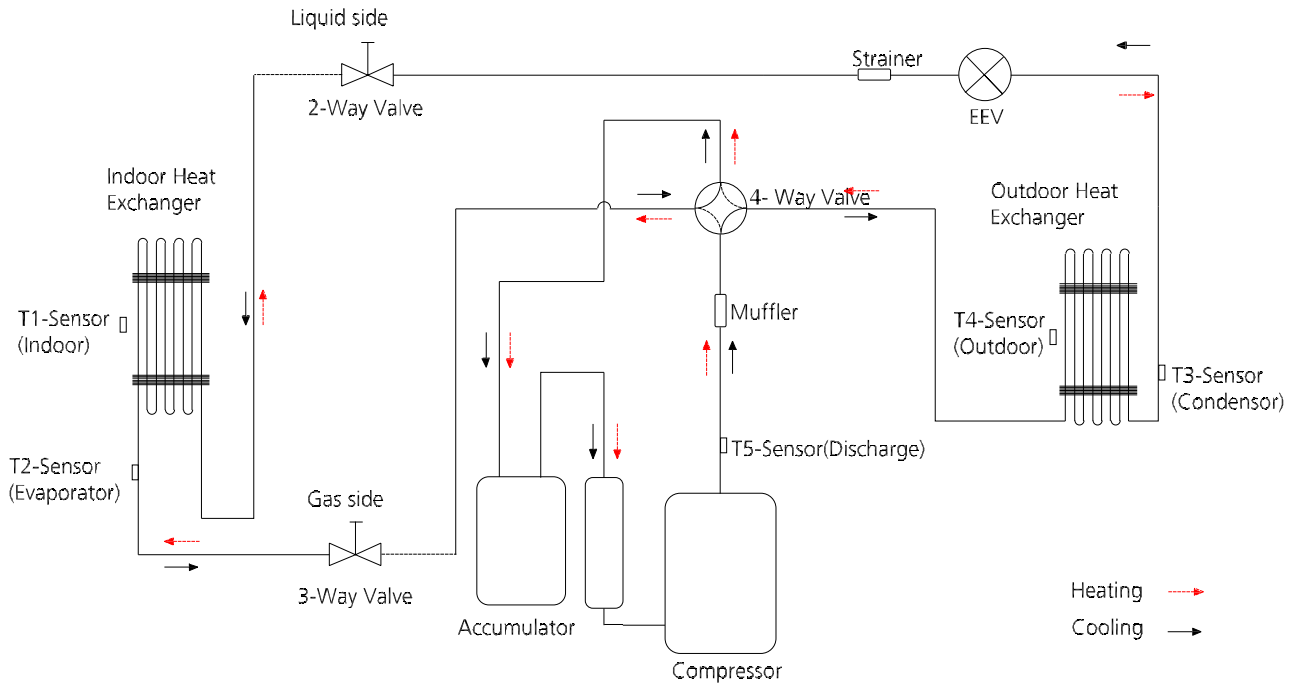 Liquid side
2-Way Valve
Strainer
EEV
Indoor Heat
Exchanger
4- Way Valve
Outdoor Heat
Exchanger
T1-Sensor
(Indoor)
Muffler
T4-Sensor
(Outdoor)
T3-Sensor
(Condensor)
T2-Sensor
(Evaporator)
T5-Sensor(Discharge)
Gas side
3-Way Valve
Accumulator
Compressor
Heating
Cooling